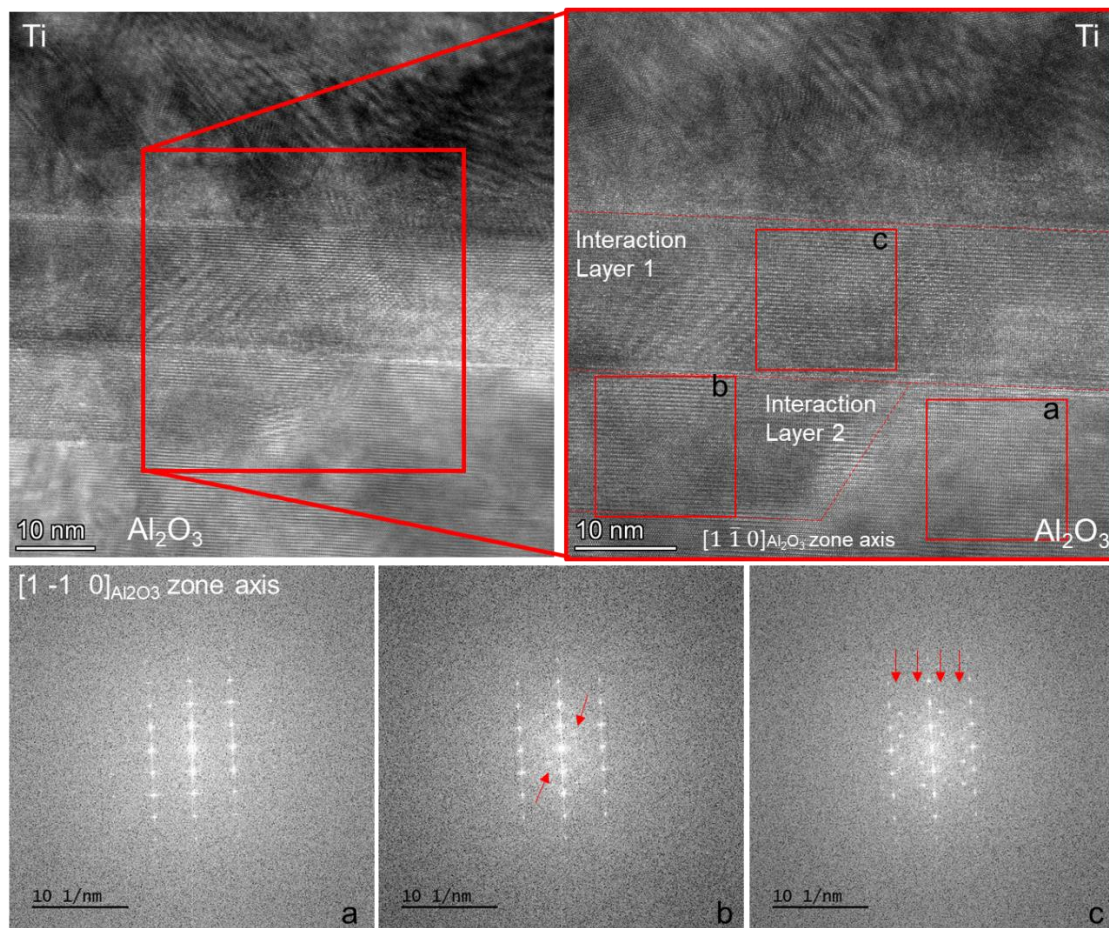 Ti
10 nm
Al₂O₃
Ti
Interaction
Layer 1
c
b
Interaction
Layer 2
a
10 nm
[1 1̅ 0]Al₂O₃ zone axis
Al₂O₃
[1 -1 0]Al2O3 zone axis
10 1/nm
a
10 1/nm
b
10 1/nm
c